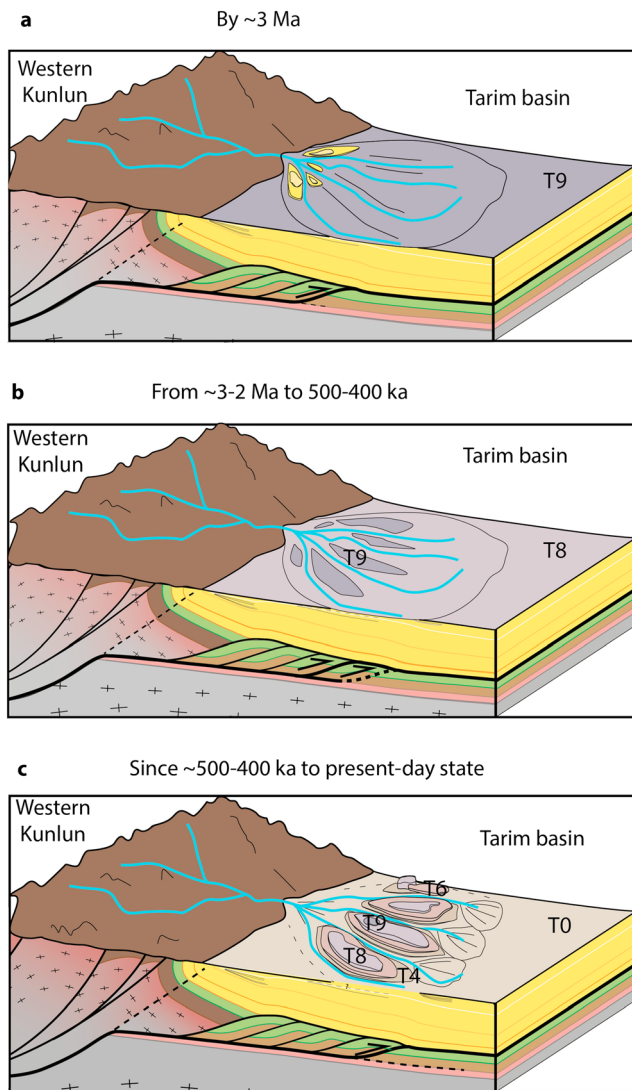 a
By ~3 Ma
Western
Kunlun
Tarim basin
T9
b
From ~3-2 Ma to 500-400 ka
Western
Kunlun
Tarim basin
T9
T8
c
Since ~500-400 ka to present-day state
Western
Kunlun
Tarim basin
T6
T9
T0
T8
T4